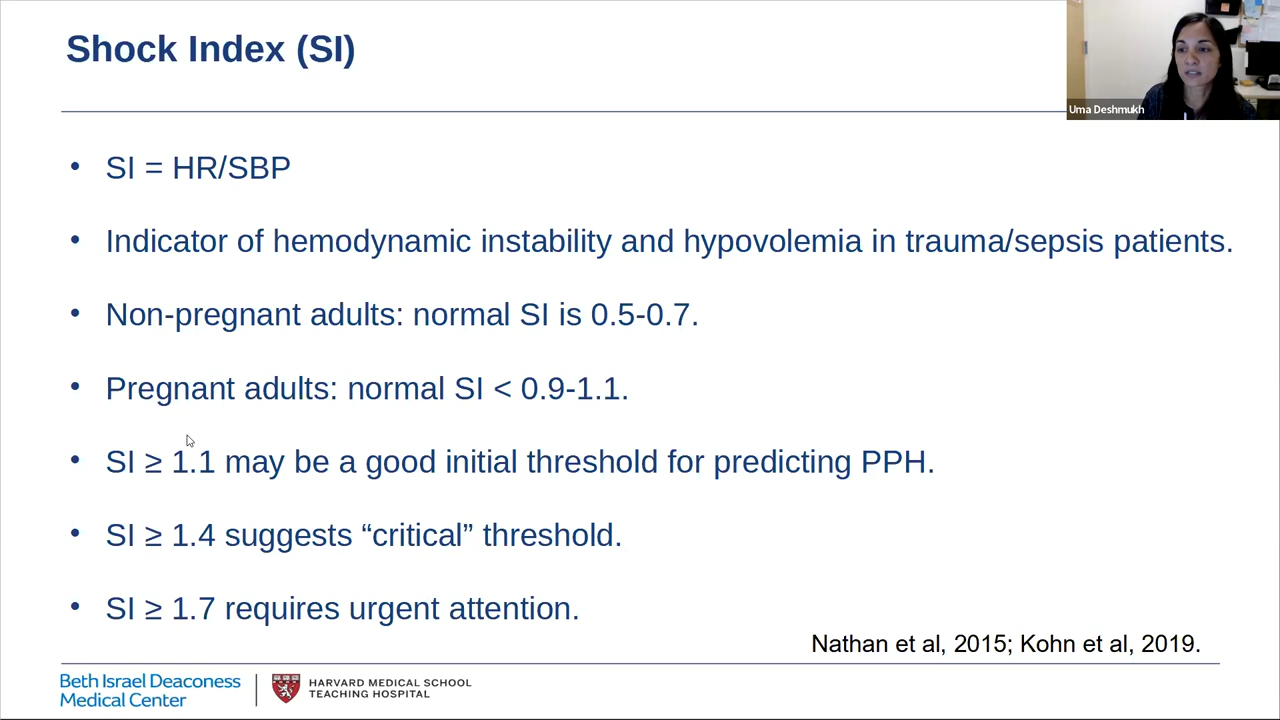 Shock Index (SI)
Uma Deshmukh
• SI = HR/SBP
• Indicator of hemodynamic instability and hypovolemia in trauma/sepsis patients.
• Non-pregnant adults: normal SI is 0.5-0.7.
• Pregnant adults: normal SI < 0.9-1.1.
• SI ≥ 1.1 may be a good initial threshold for predicting PPH.
• SI ≥ 1.4 suggests “critical” threshold.
• SI ≥ 1.7 requires urgent attention.
Nathan et al, 2015; Kohn et al, 2019.
Beth Israel Deaconess
Medical Center
HARVARD MEDICAL SCHOOL
TEACHING HOSPITAL